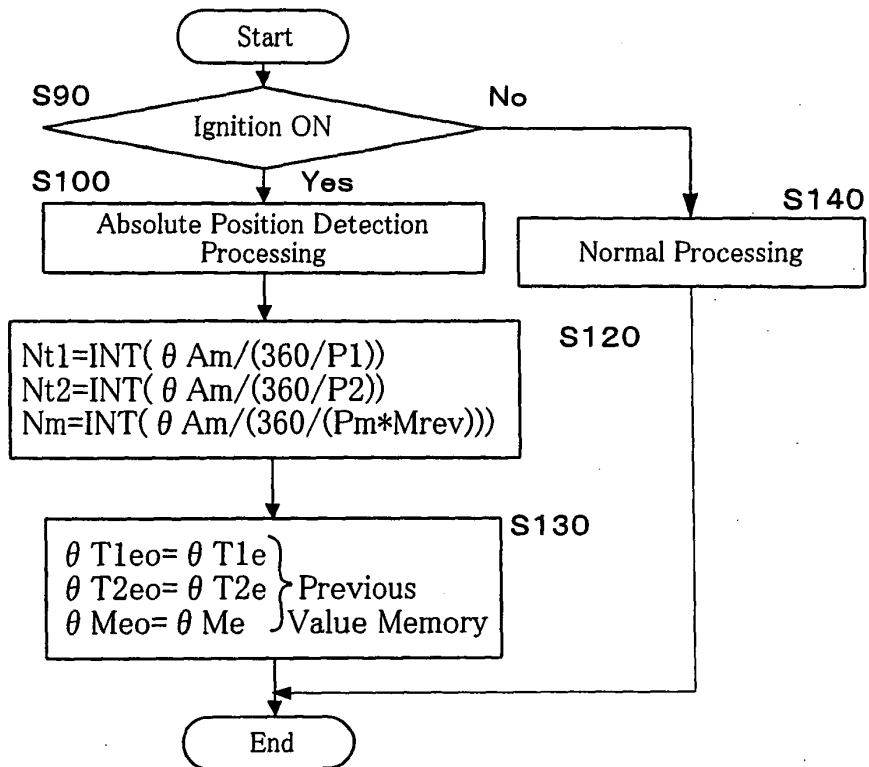 Start
S90
Ignition ON
No
S100
Yes
Absolute Position Detection
Processing
S140
Normal Processing
S120
Nt1=INT( θ Am/(360/P1))
Nt2=INT( θ Am/(360/P2))
Nm=INT( θ Am/(360/(Pm*Mrev)))
S130
θ T1eo= θ T1e
θ T2eo= θ T2e
θ Meo= θ Me
Previous
Value Memory
End